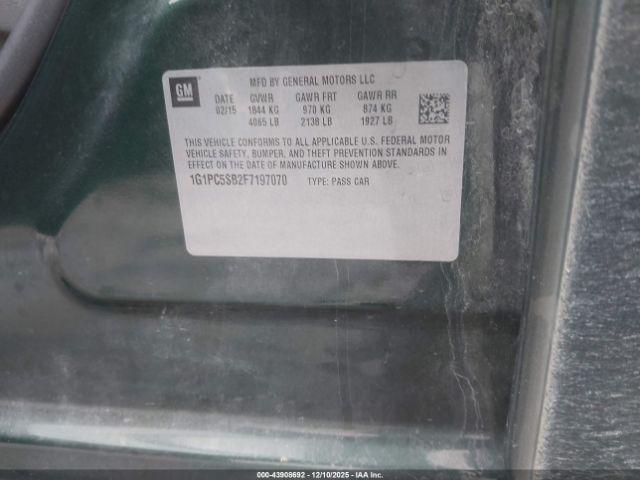 GM
MFD BY GENERAL MOTORS LLC
DATE GVWR GAWR FRT GAWR RR
02/15 1844 KG 970 KG 874 KG
4065 LB 2138 LB 1927 LB
THIS VEHICLE CONFORMS TO ALL APPLICABLE U.S. FEDERAL MOTOR
VEHICLE SAFETY, BUMPER, AND THEFT PREVENTION STANDARDS IN
EFFECT ON THE DATE OF MANUFACTURE SHOWN ABOVE.
1G1PC5SB2F7197070 TYPE: PASS CAR
000-43908692 - 12/10/2025 - IAA Inc.